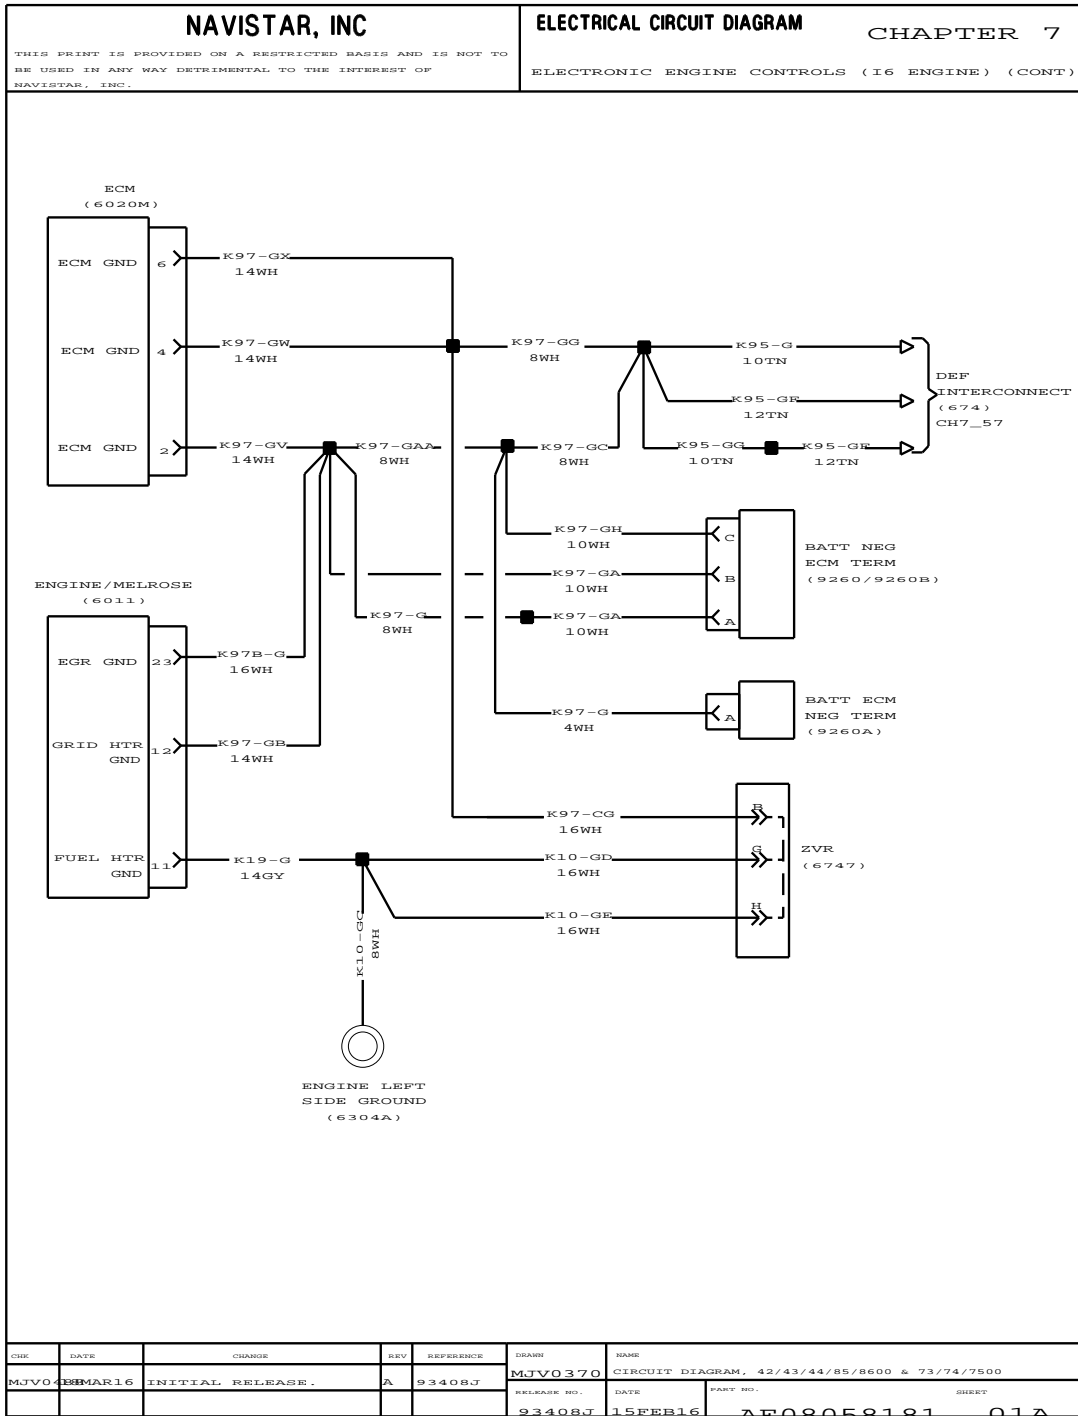 NAVISTAR, INC
THIS PRINT IS PROVIDED ON A RESTRICTED BASIS AND IS NOT TO
BE USED IN ANY WAY DETRIMENTAL TO THE INTEREST OF
NAVISTAR, INC.
ELECTRICAL CIRCUIT DIAGRAM
CHAPTER 7
ELECTRONIC ENGINE CONTROLS (I6 ENGINE) (CONT)
ECM
(6020M)
ECM GND 6
K97-GX
14WH
ECM GND 4
K97-GW
14WH
K97-GG
8WH
K95-G
10TN
K95-GF
12TN
DEF
INTERCONNECT
(674)
CH7_57
ECM GND 2
K97-GV
14WH
K97-GAA
8WH
K97-GC
8WH
K95-GG
10TN
K95-GE
12TN
K97-GH
10WH
C
K97-GA
10WH
B
K97-G
8WH
K97-GA
10WH
A
BATT NEG
ECM TERM
(9260/9260B)
ENGINE/MELROSE
(6011)
EGR GND 23
K97B-G
16WH
K97-G
4WH
A
BATT ECM
NEG TERM
(9260A)
GRID HTR
GND
12
K97-GB
14WH
K97-CG
16WH
B
FUEL HTR
GND
11
K19-G
14GY
K10-GD
16WH
G
ZVR
(6747)
K10-GE
16WH
H
K10-GC
8WH
ENGINE LEFT
SIDE GROUND
(6304A)
CHK DATE CHANGE REV REFERENCE
INITIAL RELEASE. A 93408J
DRAWN
MJV0370
NAME
CIRCUIT DIAGRAM, 42/43/44/85/8600 & 73/74/7500
RELEASE NO.
93408J
DATE
15FEB16
PART NO.
SHEET
AE08058181 01A